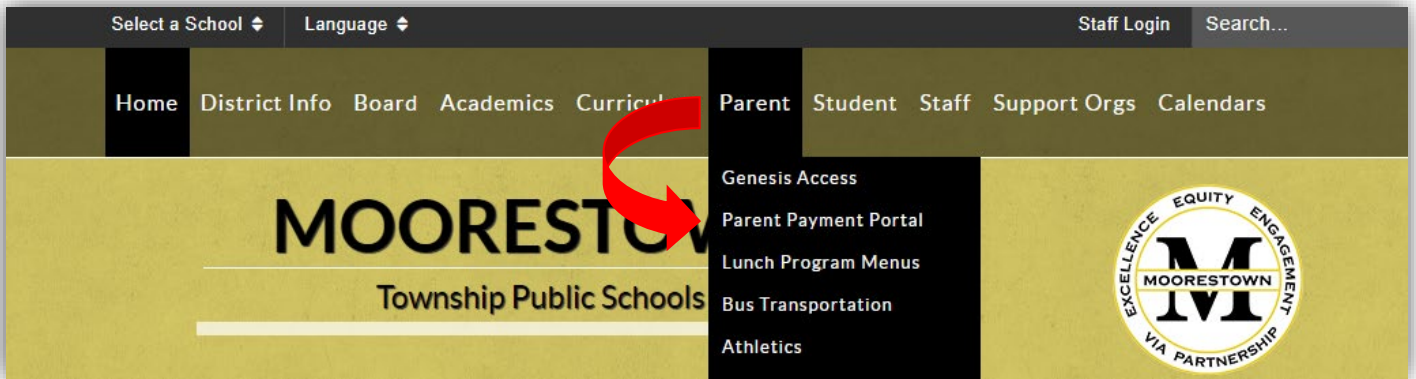 Select a School Language Staff Login Search...
Home District Info Board Academics Parent Student Staff Support Orgs Calendars
Genesis Access
Parent Payment Portal
Lunch Program Menus
Bus Transportation
Athletics
Township Public Schools
EXCELLENCE EQUITY ENGAGEMENT
M
MOORESTOWN
VIA PARTNERSHIP